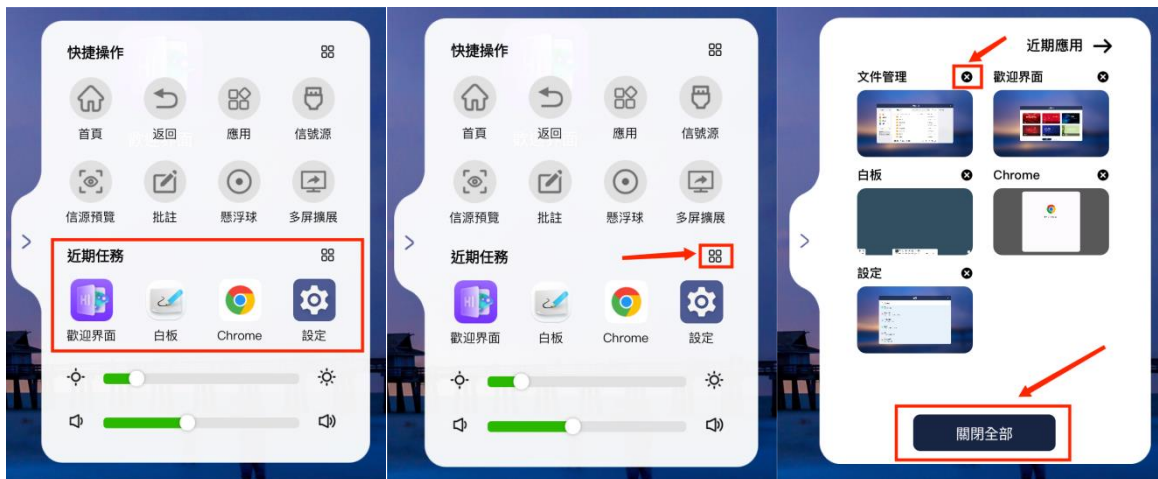 快捷操作
首頁 返回 應用 信號源
信源預覽 批註 懸浮球 多屏擴展
近期任務
歡迎界面 白板 Chrome 設定
快捷操作
首頁 返回 應用 信號源
信源預覽 批註 懸浮球 多屏擴展
近期任務
歡迎界面 白板 Chrome 設定
近期應用
文件管理 歡迎界面
白板 Chrome
設定
關閉全部